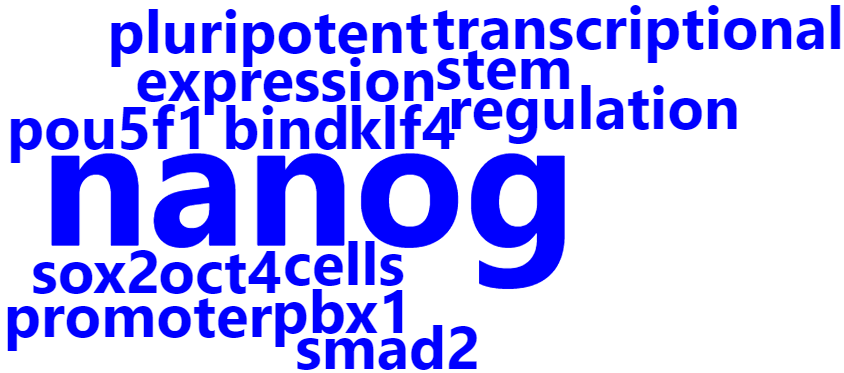 pluripotent transcriptional
expression stem
pou5f1 bind klf4 regulation
nanog
sox2 oct4 cells
promoter pbx1
smad2